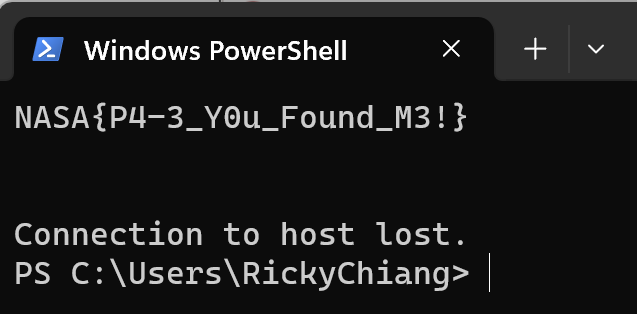 Windows PowerShell
NASA{P4-3_Y0u_Found_M3!}
Connection to host lost.
PS C:\Users\RickyChiang>